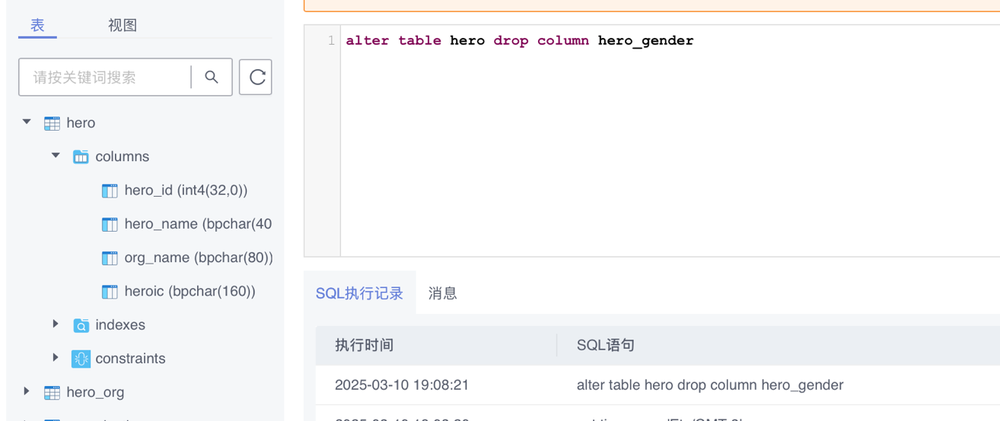 表 视图
请按关键词搜索
hero
columns
hero_id (int4(32,0))
hero_name (bpchar(40
org_name (bpchar(80))
heroic (bpchar(160))
indexes
constraints
hero_org
1 alter table hero drop column hero_gender
SQL执行记录 消息
执行时间 SQL语句
2025-03-10 19:08:21 alter table hero drop column hero_gender